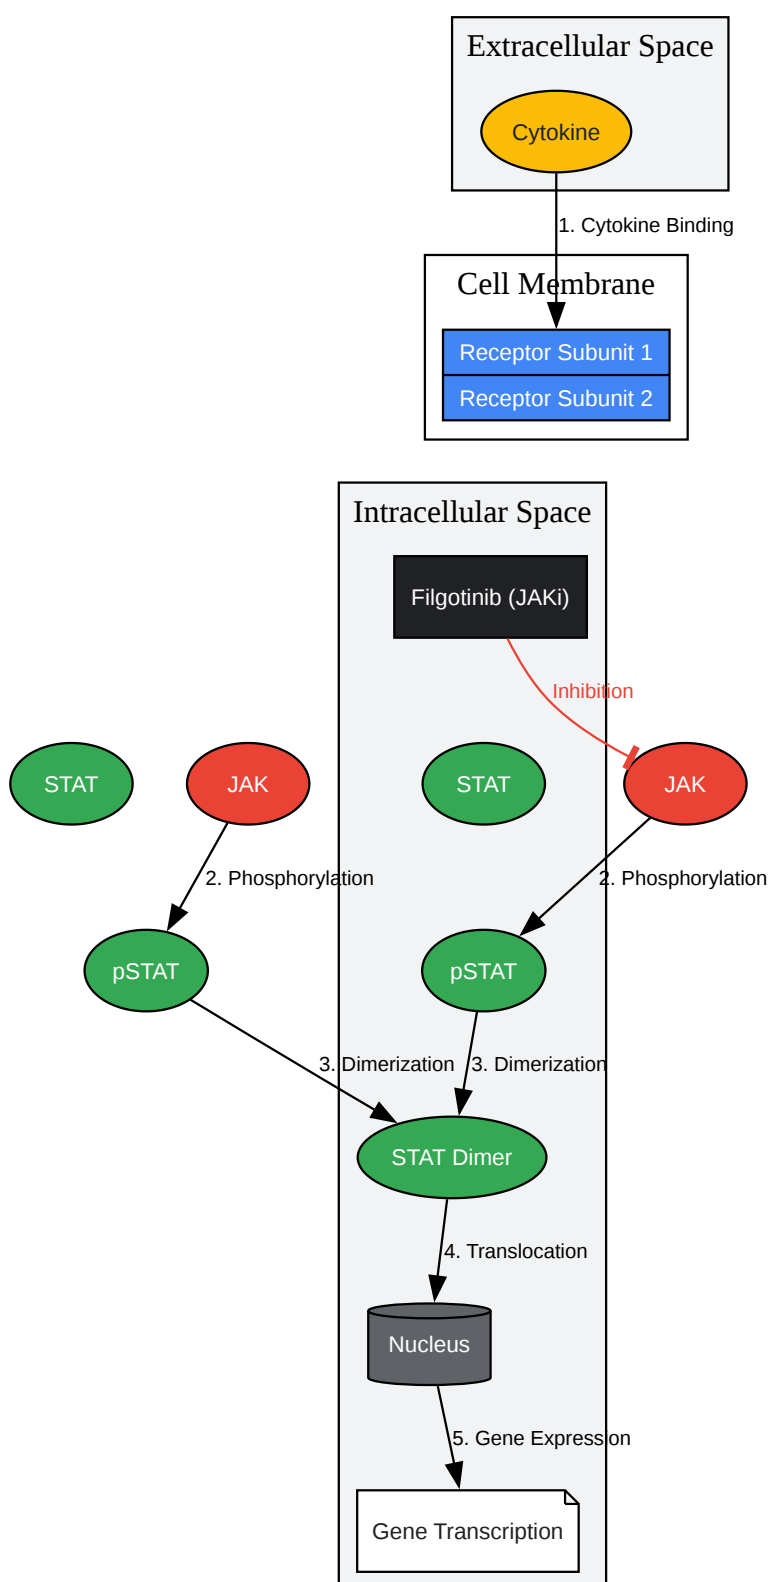 Extracellular Space
Cytokine
1. Cytokine Binding
Cell Membrane
Receptor Subunit 1
Receptor Subunit 2
Intracellular Space
Filgotinib (JAKi)
Inhibition
STAT
JAK
STAT
JAK
2. Phosphorylation
2. Phosphorylation
pSTAT
pSTAT
3. Dimerization
3. Dimerization
STAT Dimer
4. Translocation
Nucleus
5. Gene Expression
Gene Transcription